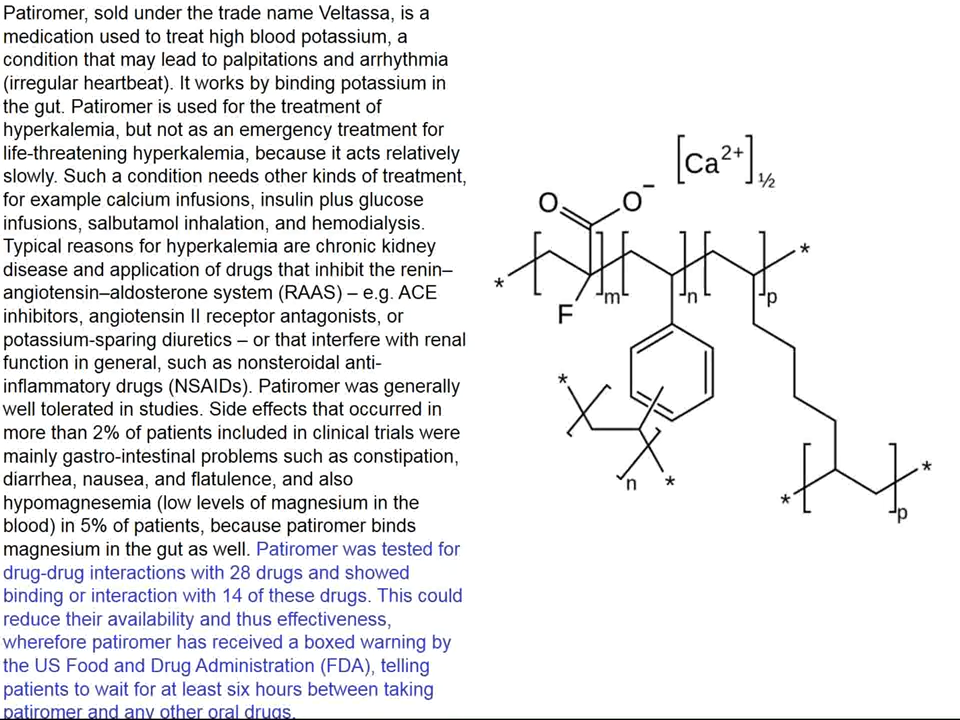 Patiromer, sold under the trade name Veltassa, is a
medication used to treat high blood potassium, a
condition that may lead to palpitations and arrhythmia
(irregular heartbeat). It works by binding potassium in
the gut. Patiromer is used for the treatment of
hyperkalemia, but not as an emergency treatment for
life-threatening hyperkalemia, because it acts relatively
slowly. Such a condition needs other kinds of treatment,
for example calcium infusions, insulin plus glucose
infusions, salbutamol inhalation, and hemodialysis.
Typical reasons for hyperkalemia are chronic kidney
disease and application of drugs that inhibit the renin–
angiotensin–aldosterone system (RAAS) – e.g. ACE
inhibitors, angiotensin II receptor antagonists, or
potassium-sparing diuretics – or that interfere with renal
function in general, such as nonsteroidal anti-
inflammatory drugs (NSAIDs). Patiromer was generally
well tolerated in studies. Side effects that occurred in
more than 2% of patients included in clinical trials were
mainly gastro-intestinal problems such as constipation,
diarrhea, nausea, and flatulence, and also
hypomagnesemia (low levels of magnesium in the
blood) in 5% of patients, because patiromer binds
magnesium in the gut as well. Patiromer was tested for
drug-drug interactions with 28 drugs and showed
binding or interaction with 14 of these drugs. This could
reduce their availability and thus effectiveness,
wherefore patiromer has received a boxed warning by
the US Food and Drug Administration (FDA), telling
patients to wait for at least six hours between taking
patiromer and any other oral drugs.
[Ca2+]½
O O−
* *
m n p
F
*
n *
* *
p